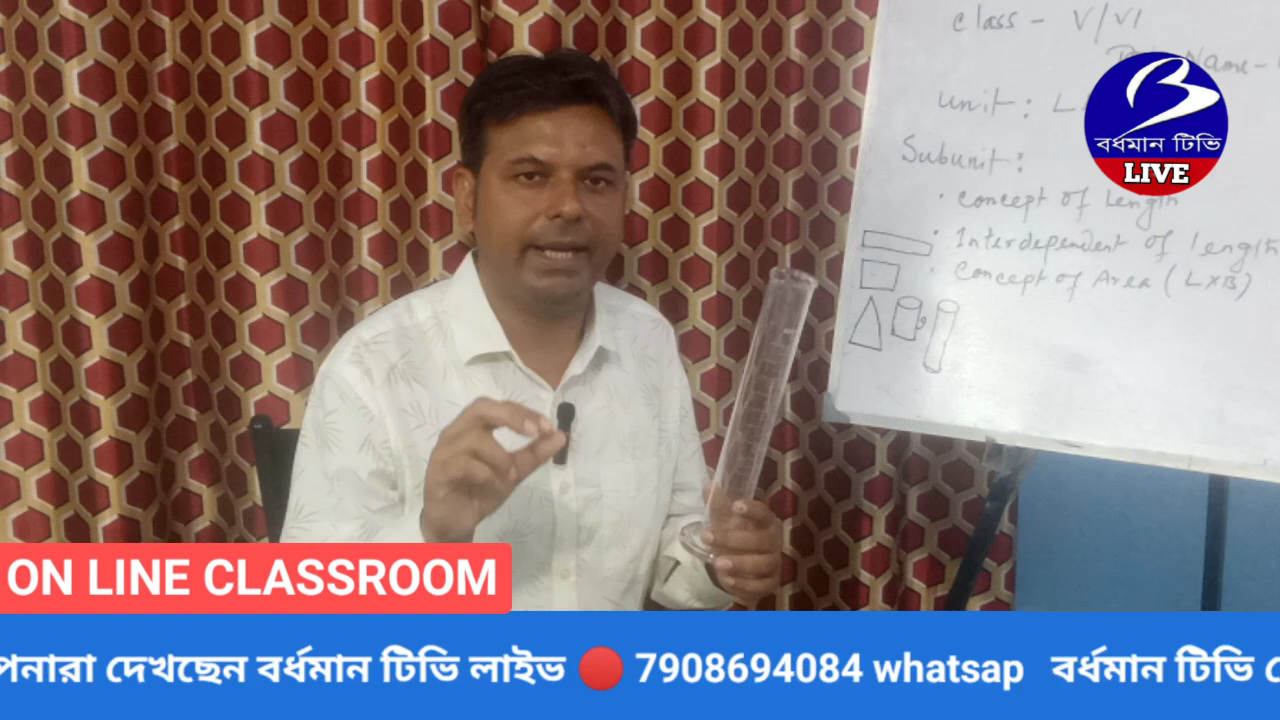 class - V/VI
Name -
unit : L
বর্ধমান টিভি
LIVE
Subunit :
• concept of Length
• Interdependent of length
• concept of Area (L×B)
ON LINE CLASSROOM
পনারা দেখছেন বর্ধমান টিভি লাইভ 🔴 7908694084 whatsap বর্ধমান টিভি